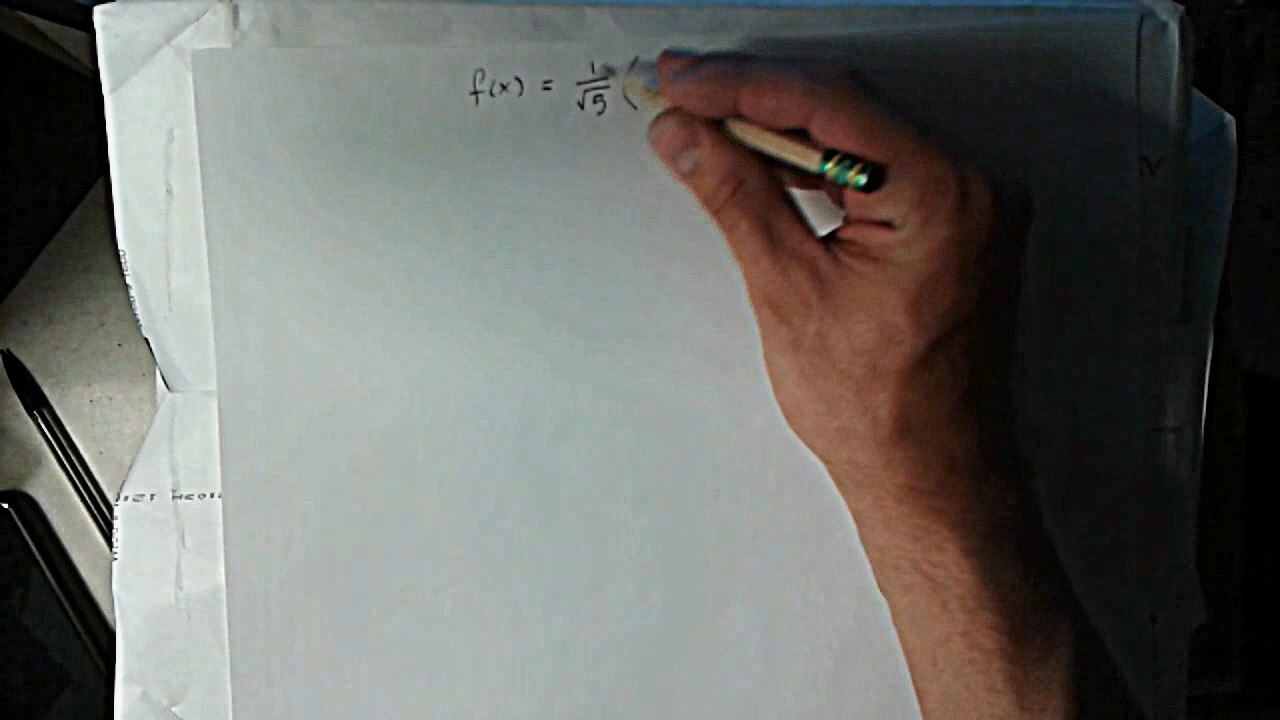 f(x) = 1/√5 (